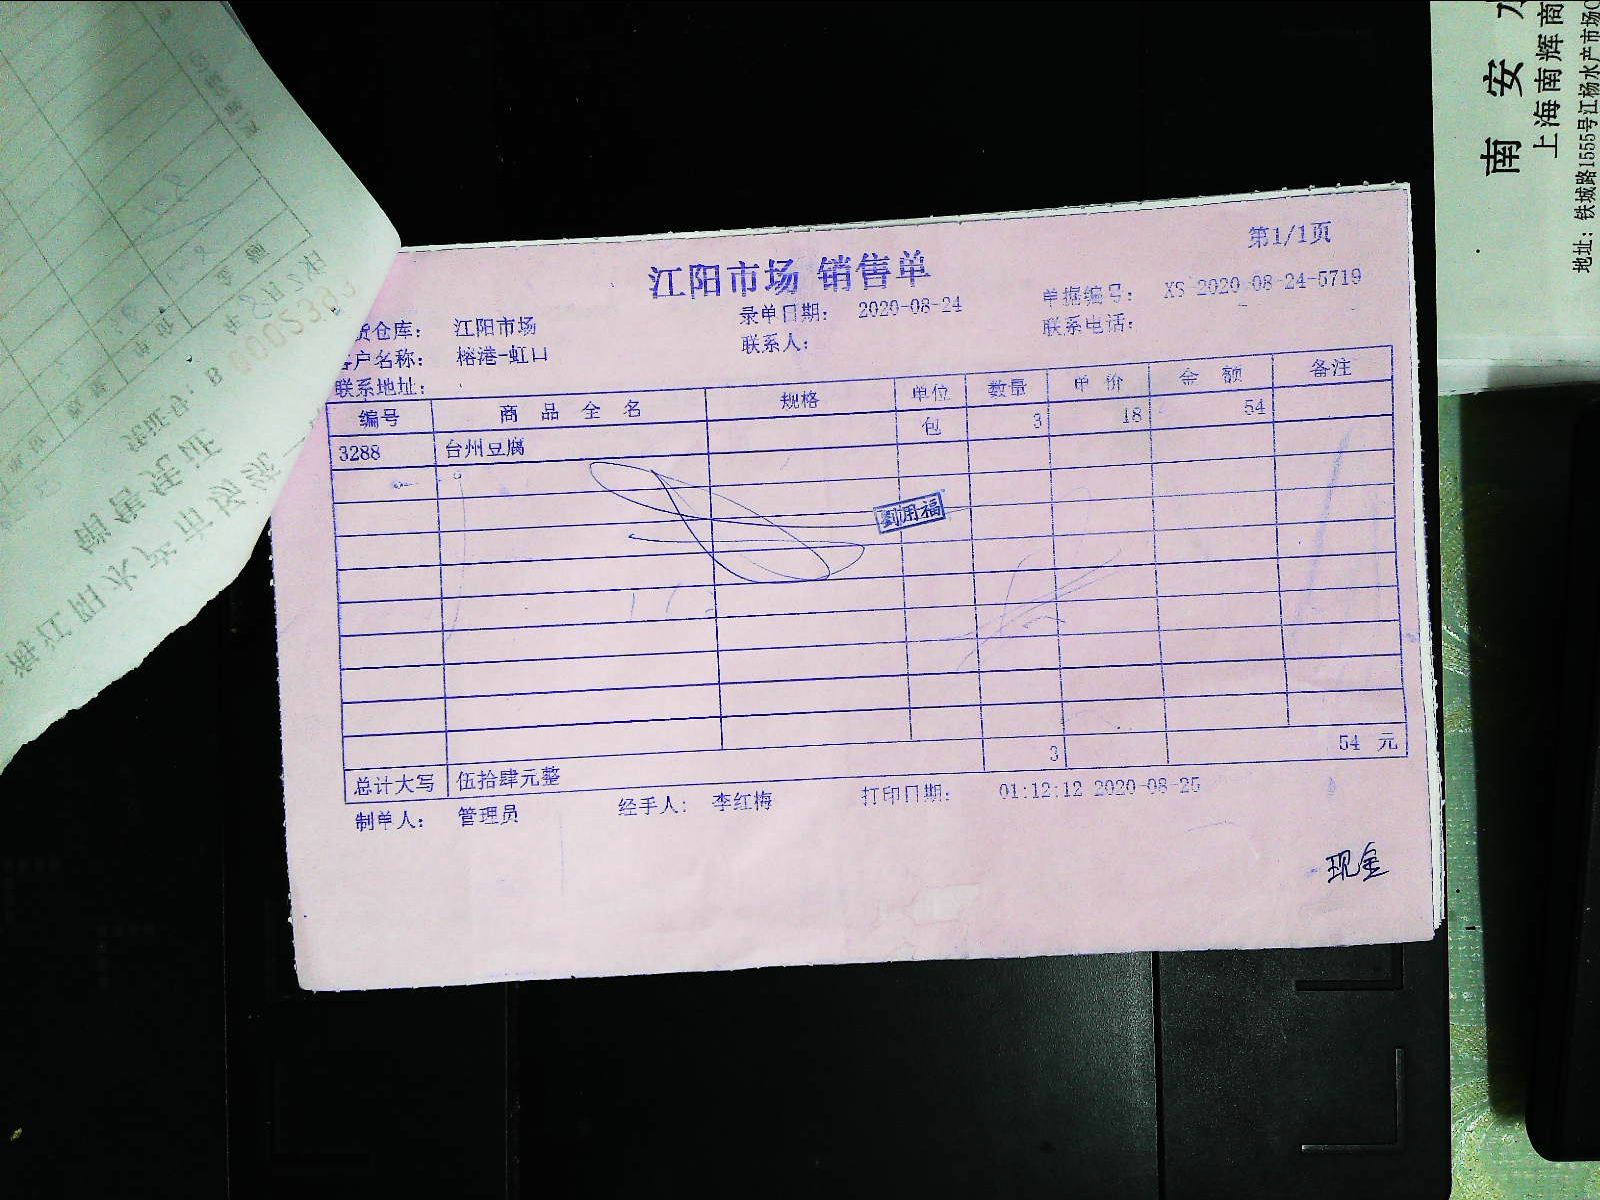 第1/1页
江阳市场 销售单
货仓库： 江阳市场 录单日期： 2020-08-24 单据编号： XS-2020-08-24-5719
客户名称： 榕港-虹口 联系人： 联系电话：
联系地址：
编号 商品全名 规格 单位 数量 单价 金额 备注
3288 台州豆腐 包 3 18 54
劉用福
3 54 元
总计大写 伍拾肆元整
制单人： 管理员 经手人： 李红梅 打印日期： 01:12:12 2020-08-25
现金
南 安 水
上海南辉商
地址：铁城路1555号江杨水产市场
销售凭证